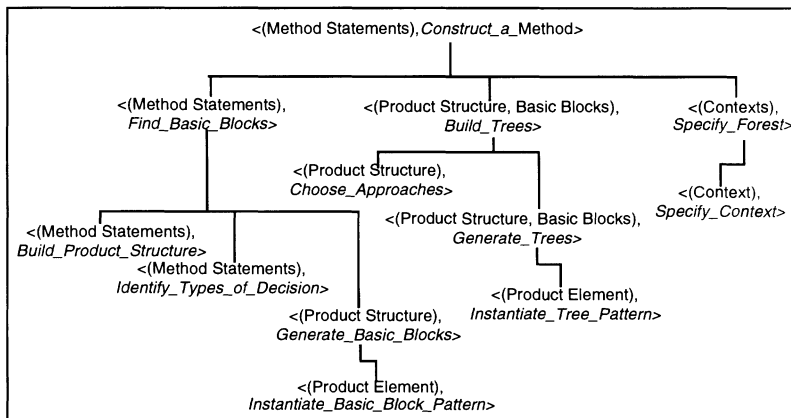 <(Method Statements), Construct_a_Method>
<(Method Statements),
Find_Basic_Blocks>
<(Product Structure, Basic Blocks),
Build_Trees>
<(Contexts),
Specify_Forest>
<(Product Structure),
Choose_Approaches>
<(Context),
Specify_Context>
<(Method Statements),
Build_Product_Structure>
<(Product Structure, Basic Blocks),
Generate_Trees>
<(Method Statements),
Identify_Types_of_Decision>
<(Product Element),
Instantiate_Tree_Pattern>
<(Product Structure),
Generate_Basic_Blocks>
<(Product Element),
Instantiate_Basic_Block_Pattern>